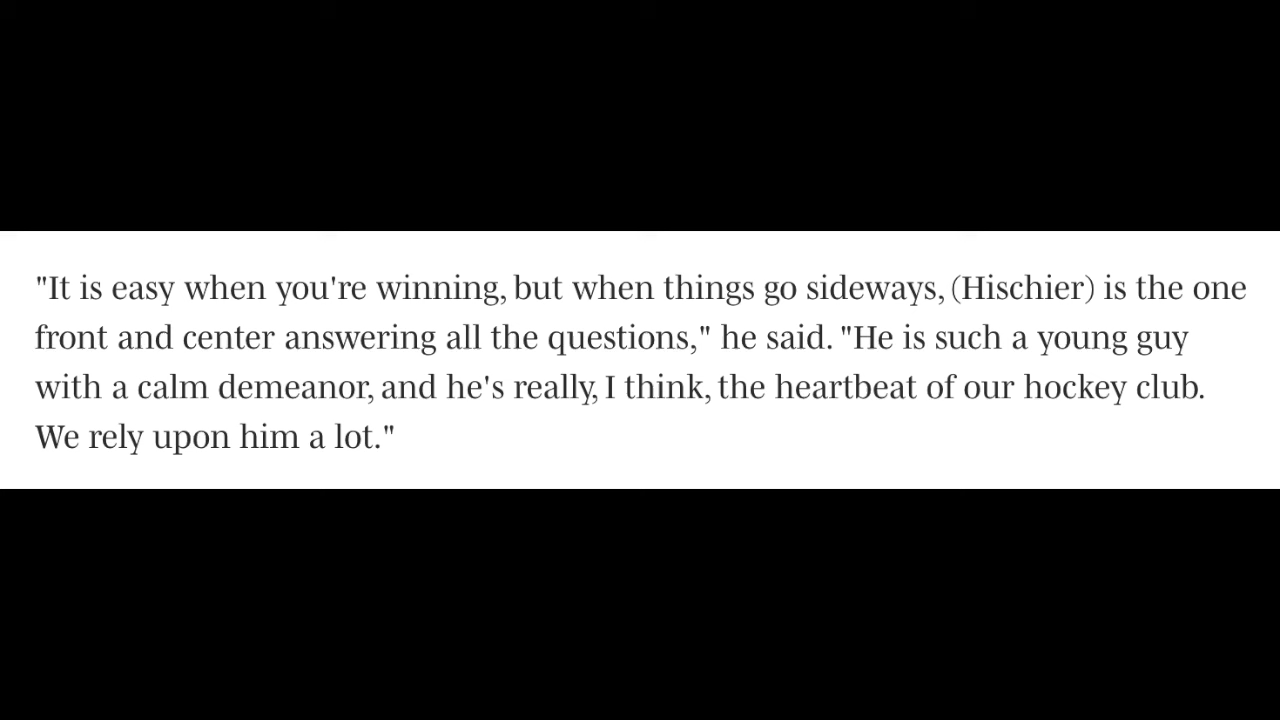 "It is easy when you're winning, but when things go sideways, (Hischier) is the one
front and center answering all the questions," he said. "He is such a young guy
with a calm demeanor, and he's really, I think, the heartbeat of our hockey club.
We rely upon him a lot."